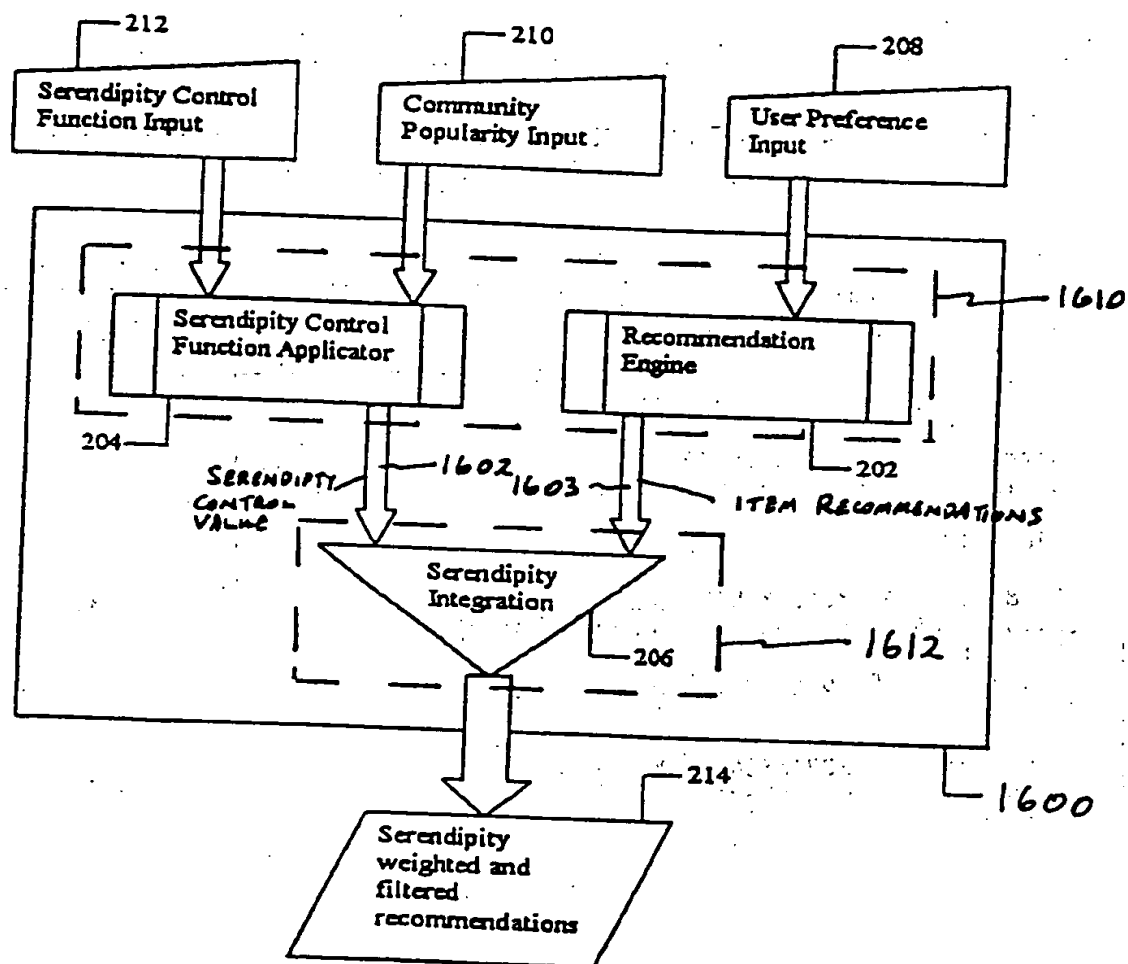 212
210
208
Serendipity Control
Function Input
Community
Popularity Input
User Preference
Input
1610
Serendipity Control
Function Applicator
Recommendation
Engine
204
202
1602
1603
SERENDIPTY
CONTROL
VALUE
ITEM RECOMMENDATIONS
Serendipity
Integration
206
1612
214
1600
Serendipity
weighted and
filtered
recommendations